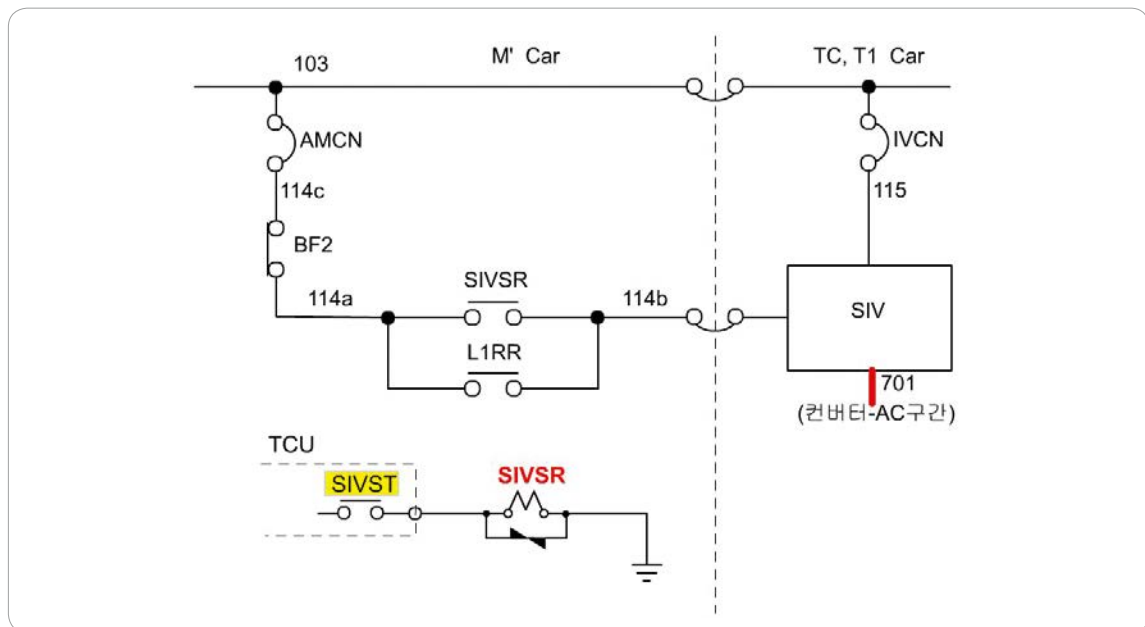 103
M' Car
TC, T1 Car
AMCN
IVCN
114c
115
BF2
SIVSR
114a
114b
SIV
L1RR
701
(컨버터-AC구간)
TCU
SIVST
SIVSR